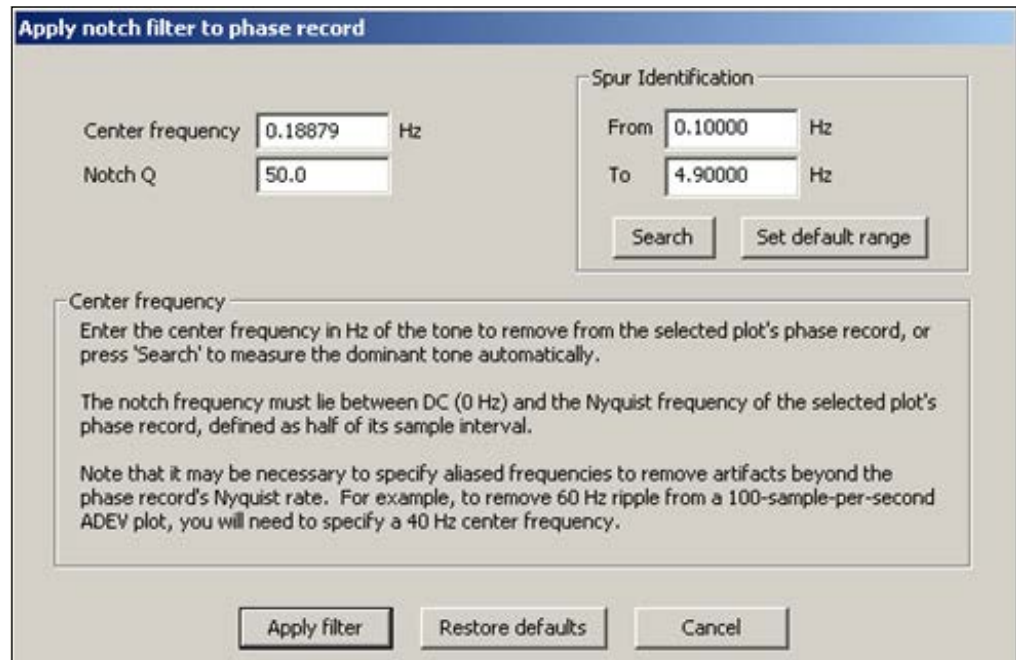 Apply notch filter to phase record
Center frequency 0.18879 Hz
Notch Q 50.0
Spur Identification
From 0.10000 Hz
To 4.90000 Hz
Search Set default range
Center frequency
Enter the center frequency in Hz of the tone to remove from the selected plot's phase record, or
press 'Search' to measure the dominant tone automatically.
The notch frequency must lie between DC (0 Hz) and the Nyquist frequency of the selected plot's
phase record, defined as half of its sample interval.
Note that it may be necessary to specify aliased frequencies to remove artifacts beyond the
phase record's Nyquist rate. For example, to remove 60 Hz ripple from a 100-sample-per-second
ADEV plot, you will need to specify a 40 Hz center frequency.
Apply filter Restore defaults Cancel